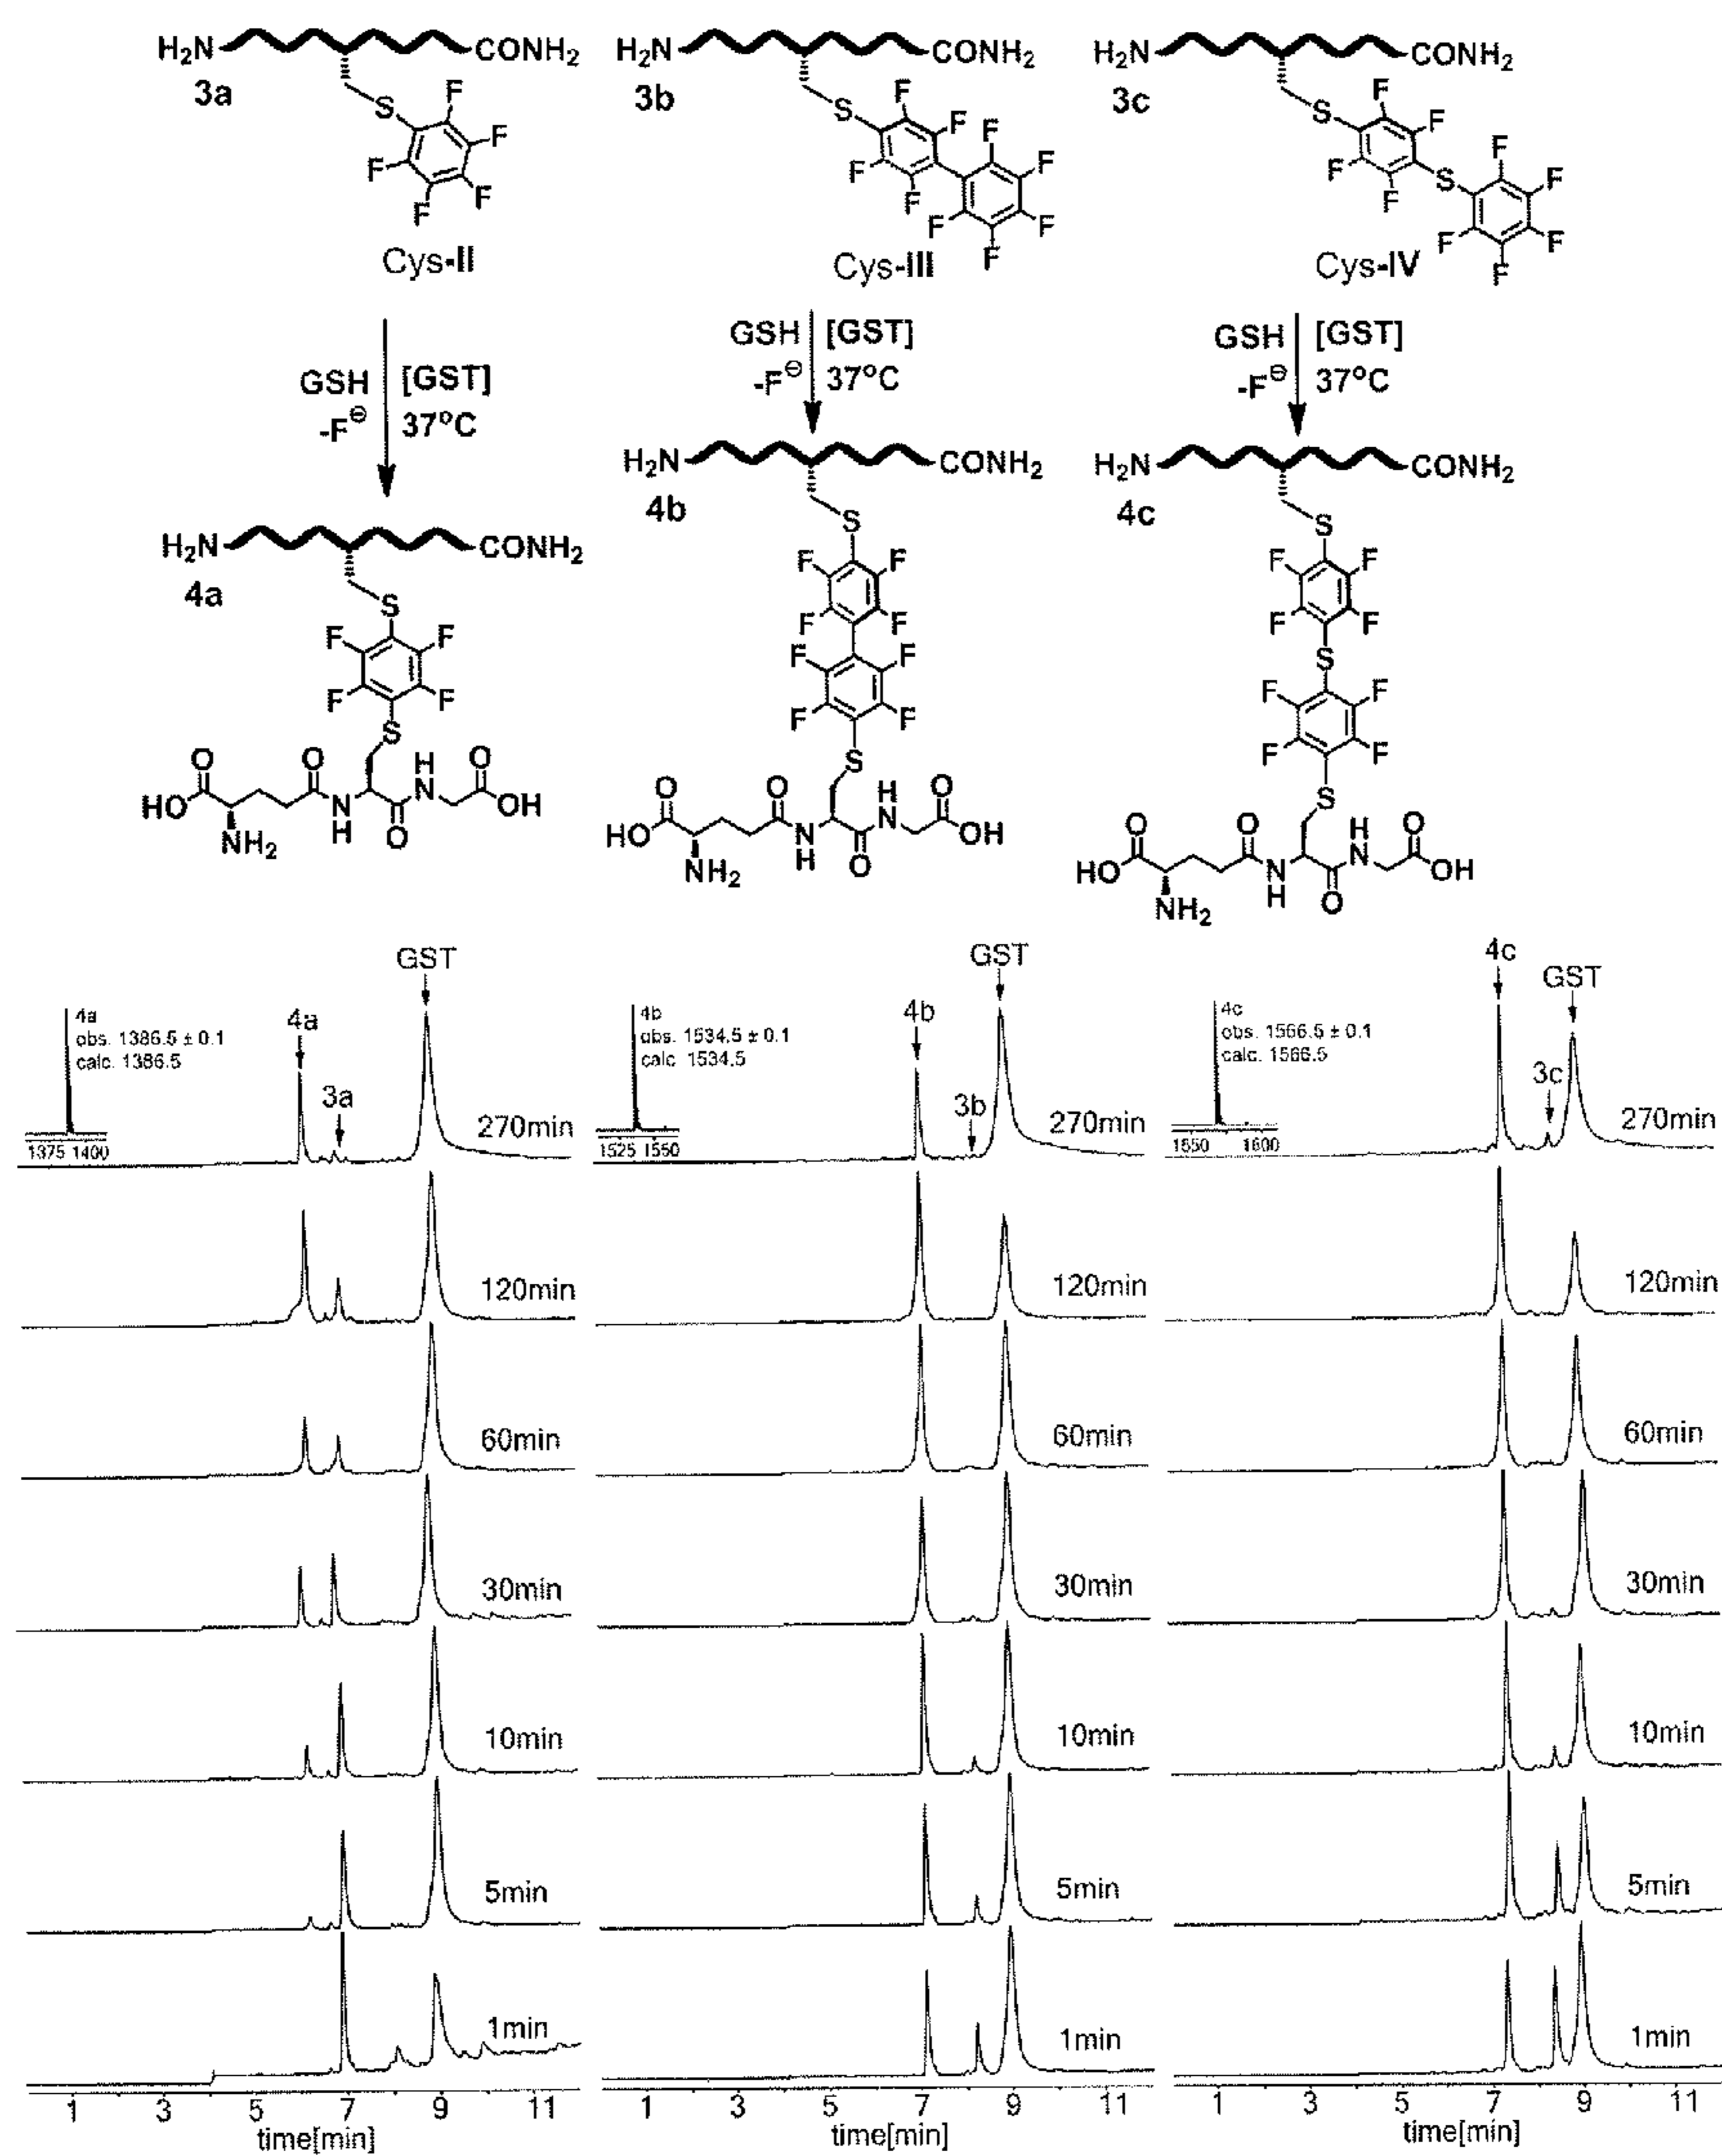 H₂N CONH₂ H₂N CONH₂ H₂N CONH₂
3a 3b 3c
S F F F F F
S F F F F F F F F F
S F F F F S F F F F F
Cys-II Cys-III Cys-IV
GSH [GST] GSH [GST] GSH [GST]
-F⊖ 37°C -F⊖ 37°C -F⊖ 37°C
H₂N CONH₂ H₂N CONH₂ H₂N CONH₂
4a 4b 4c
S F F F F S
S F F F F F F F F S
S F F F F S F F F F S
HO O NH₂ O N H O H N O OH
HO O NH₂ O N H O H N O OH
HO O NH₂ O N H O H N O OH
GST GST 4c GST
4a
obs. 1386.5 ± 0.1
calc. 1386.5
1375 1400
4a
3a
4b
obs. 1534.5 ± 0.1
calc 1534.5
1525 1550
4b
3b
4c
obs. 1566.5 ± 0.1
calc. 1566.5
1550 1600
3c
270min 270min 270min
120min 120min 120min
60min 60min 60min
30min 30min 30min
10min 10min 10min
5min 5min 5min
1min 1min 1min
1 3 5 7 9 11 1 3 5 7 9 11 1 3 5 7 9 11
time[min] time[min] time[min]